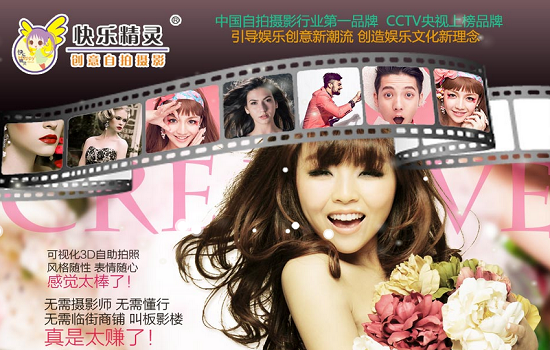 快乐精灵®
创意自拍摄影
中国自拍摄影行业第一品牌 CCTV央视上榜品牌
引导娱乐创意新潮流 创造娱乐文化新理念
CRE VE
可视化3D自助拍照
风格随性 表情随心
感觉太棒了！
无需摄影师 无需懂行
无需临街商铺 叫板影楼
真是太赚了！